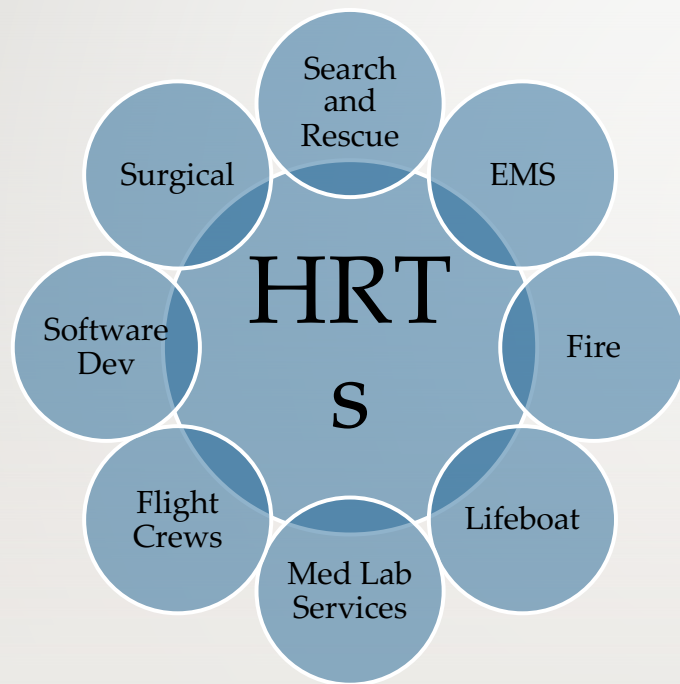 Search
and
Rescue
Surgical
EMS
HRT
s
Software
Dev
Fire
Flight
Crews
Lifeboat
Med Lab
Services